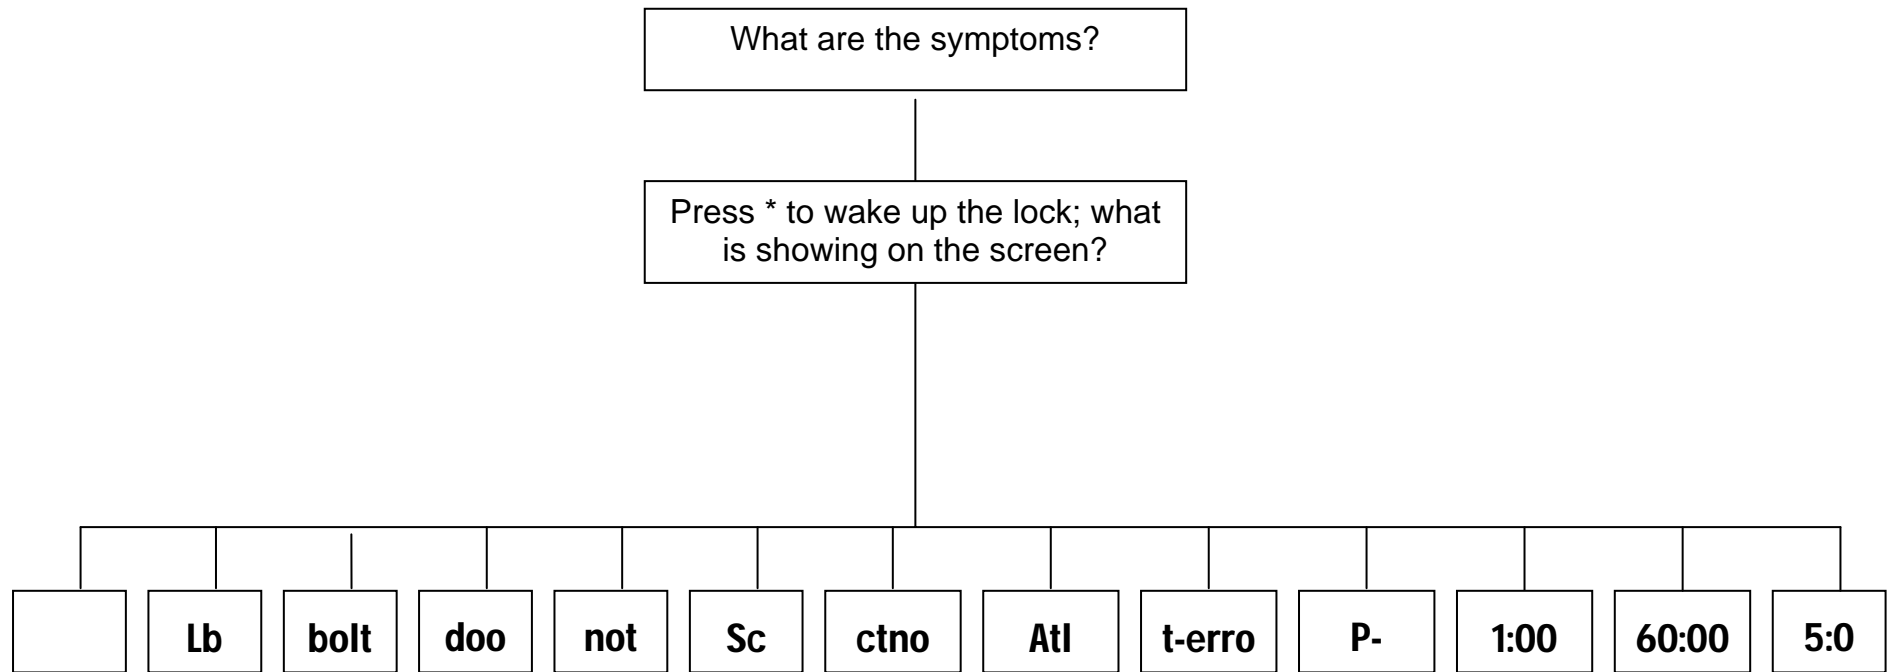 What are the symptoms?
Press * to wake up the lock; what
is showing on the screen?
Lb
bolt
doo
not
Sc
ctno
Atl
t-erro
P-
1:00
60:00
5:0